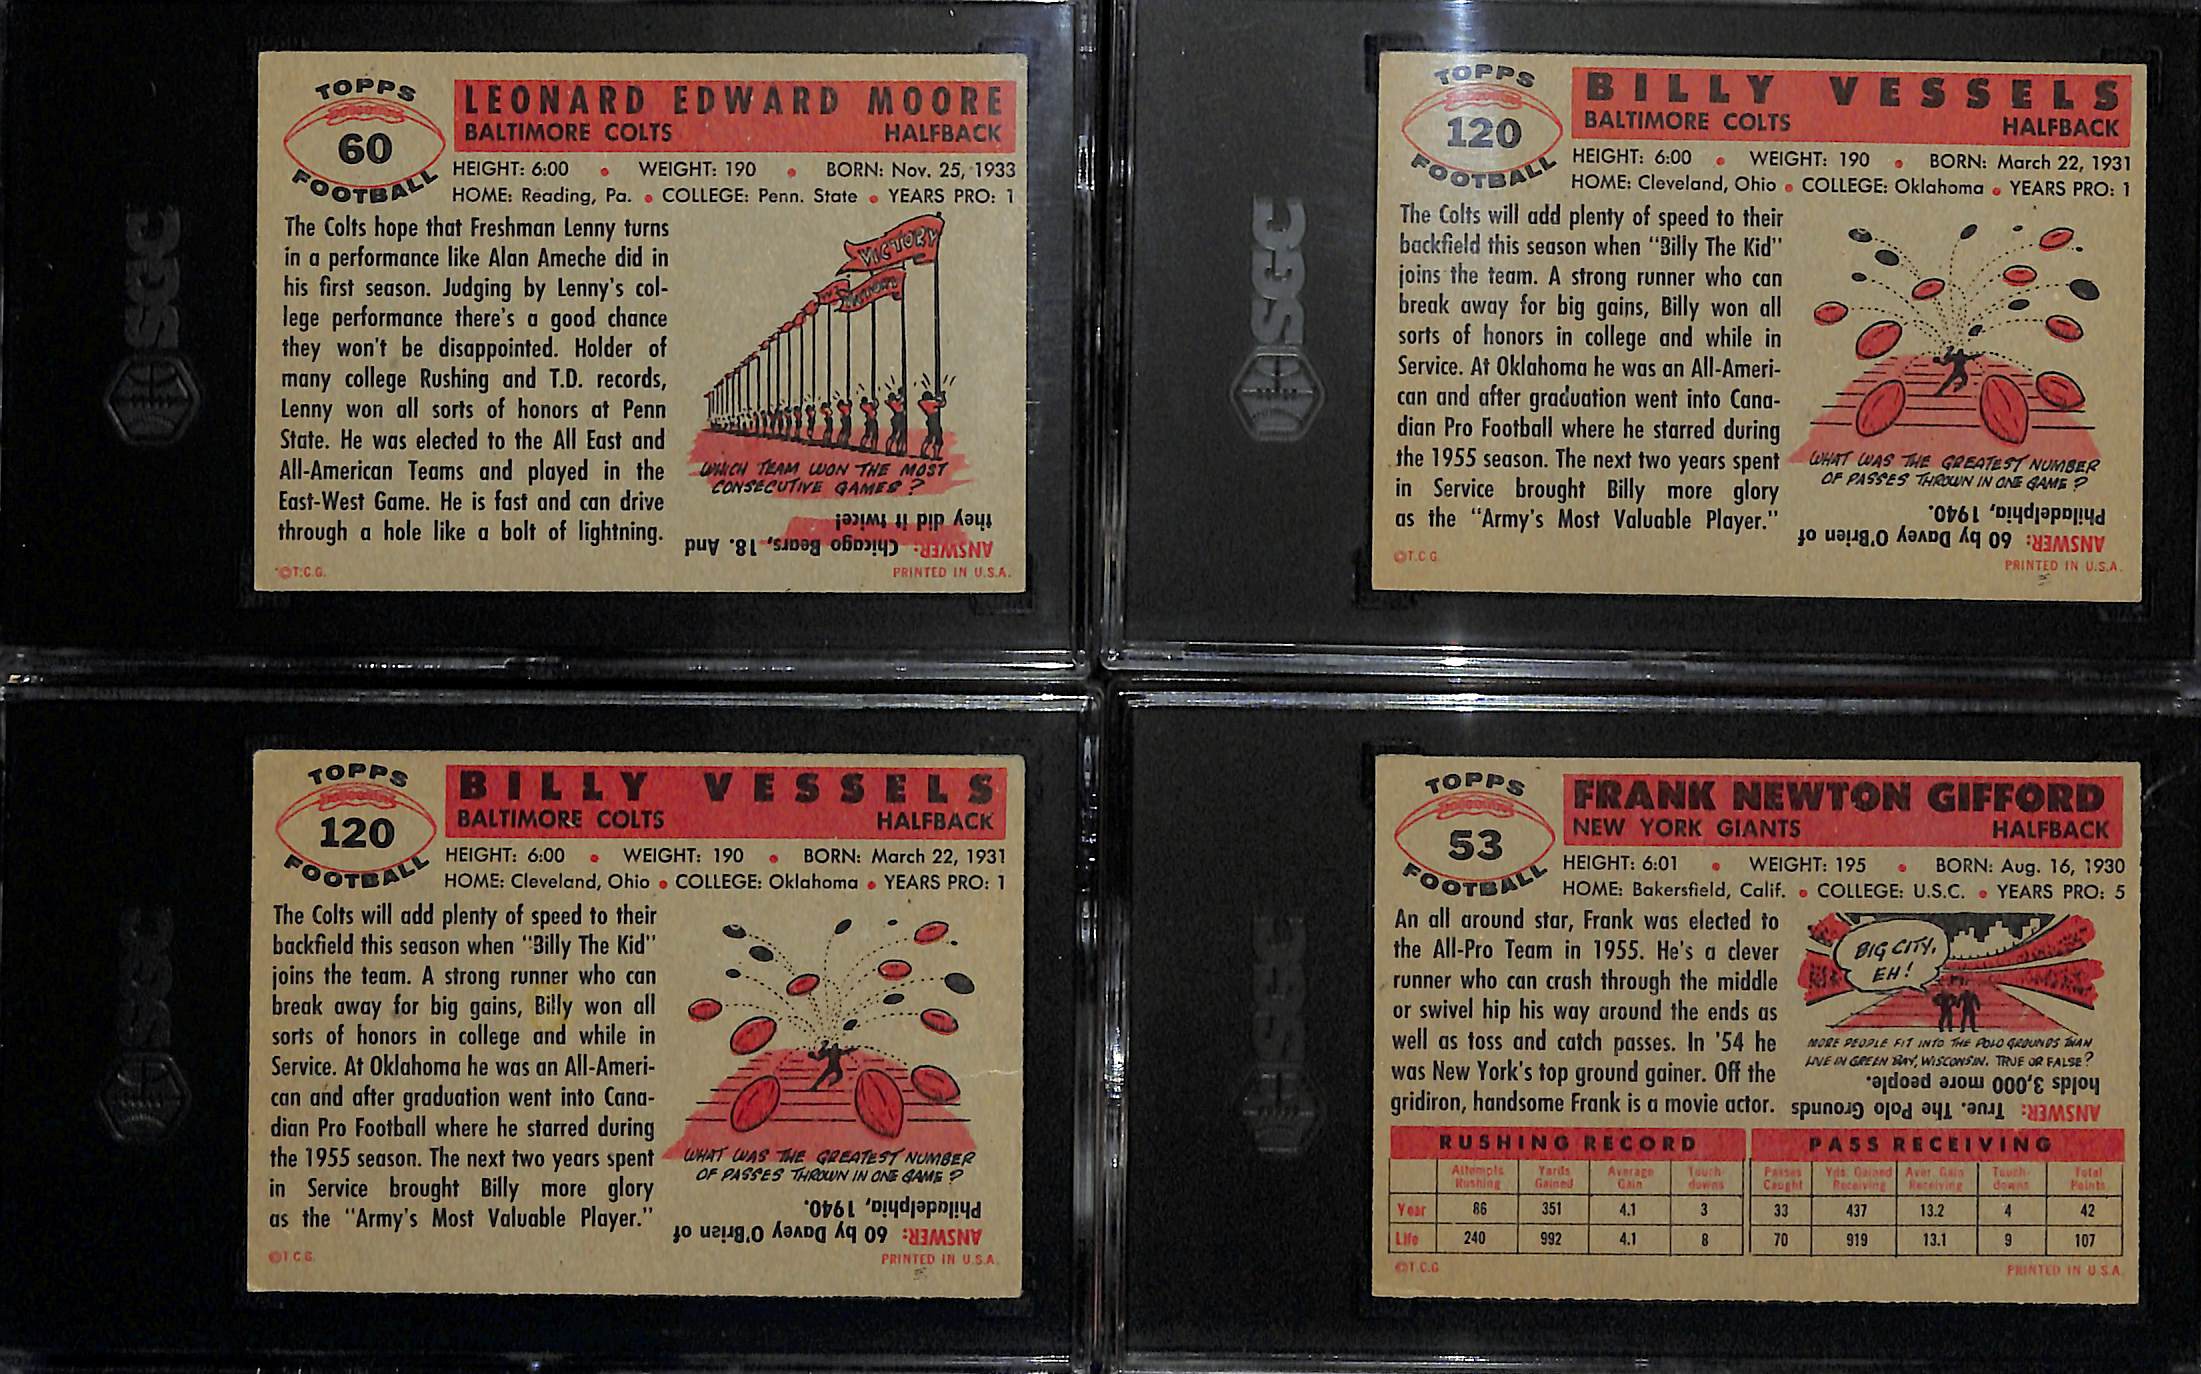 TOPPS
60
FOOTBALL
LEONARD EDWARD MOORE
BALTIMORE COLTS HALFBACK
HEIGHT: 6:00 • WEIGHT: 190 • BORN: Nov. 25, 1933
HOME: Reading, Pa. • COLLEGE: Penn. State • YEARS PRO: 1
The Colts hope that Freshman Lenny turns
in a performance like Alan Ameche did in
his first season. Judging by Lenny's col-
lege performance there's a good chance
they won't be disappointed. Holder of
many college Rushing and T.D. records,
Lenny won all sorts of honors at Penn
State. He was elected to the All East and
All-American Teams and played in the
East-West Game. He is fast and can drive
through a hole like a bolt of lightning.
VICTORY
WHICH TEAM WON THE MOST
CONSECUTIVE GAMES?
ANSWER: Chicago Bears, 18. And
they did it twice!
©T.C.G. PRINTED IN U.S.A.
SGC
TOPPS
120
FOOTBALL
BILLY VESSELS
BALTIMORE COLTS HALFBACK
HEIGHT: 6:00 • WEIGHT: 190 • BORN: March 22, 1931
HOME: Cleveland, Ohio • COLLEGE: Oklahoma • YEARS PRO: 1
The Colts will add plenty of speed to their
backfield this season when "Billy The Kid"
joins the team. A strong runner who can
break away for big gains, Billy won all
sorts of honors in college and while in
Service. At Oklahoma he was an All-Ameri-
can and after graduation went into Cana-
dian Pro Football where he starred during
the 1955 season. The next two years spent
in Service brought Billy more glory
as the "Army's Most Valuable Player."
WHAT WAS THE GREATEST NUMBER
OF PASSES THROWN IN ONE GAME?
ANSWER: 60 by Davey O'Brien of
Philadelphia, 1940.
©T.C.G. PRINTED IN U.S.A.
SGC
TOPPS
120
FOOTBALL
BILLY VESSELS
BALTIMORE COLTS HALFBACK
HEIGHT: 6:00 • WEIGHT: 190 • BORN: March 22, 1931
HOME: Cleveland, Ohio • COLLEGE: Oklahoma • YEARS PRO: 1
The Colts will add plenty of speed to their
backfield this season when "Billy The Kid"
joins the team. A strong runner who can
break away for big gains, Billy won all
sorts of honors in college and while in
Service. At Oklahoma he was an All-Ameri-
can and after graduation went into Cana-
dian Pro Football where he starred during
the 1955 season. The next two years spent
in Service brought Billy more glory
as the "Army's Most Valuable Player."
WHAT WAS THE GREATEST NUMBER
OF PASSES THROWN IN ONE GAME?
ANSWER: 60 by Davey O'Brien of
Philadelphia, 1940.
©T.C.G. PRINTED IN U.S.A.
SGC
TOPPS
53
FOOTBALL
FRANK NEWTON GIFFORD
NEW YORK GIANTS HALFBACK
HEIGHT: 6:01 • WEIGHT: 195 • BORN: Aug. 16, 1930
HOME: Bakersfield, Calif. • COLLEGE: U.S.C. • YEARS PRO: 5
An all around star, Frank was elected to
the All-Pro Team in 1955. He's a clever
runner who can crash through the middle
or swivel hip his way around the ends as
well as toss and catch passes. In '54 he
was New York's top ground gainer. Off the
gridiron, handsome Frank is a movie actor.
BIG CITY,
EH!
MORE PEOPLE FIT INTO THE POLO GROUNDS THAN
LIVE IN GREEN BAY, WISCONSIN. TRUE OR FALSE?
ANSWER: True. The Polo Grounds
holds 3,000 more people.
RUSHING RECORD PASS RECEIVING
Attempts Rushing Yards Gained Average Gain Touch-downs Passes Caught Yds. Gained Receiving Aver. Gain Receiving Touch-downs Total Points
Year 86 351 4.1 3 33 437 13.2 4 42
Life 240 992 4.1 8 70 919 13.1 9 107
©T.C.G PRINTED IN U.S.A.
SGC